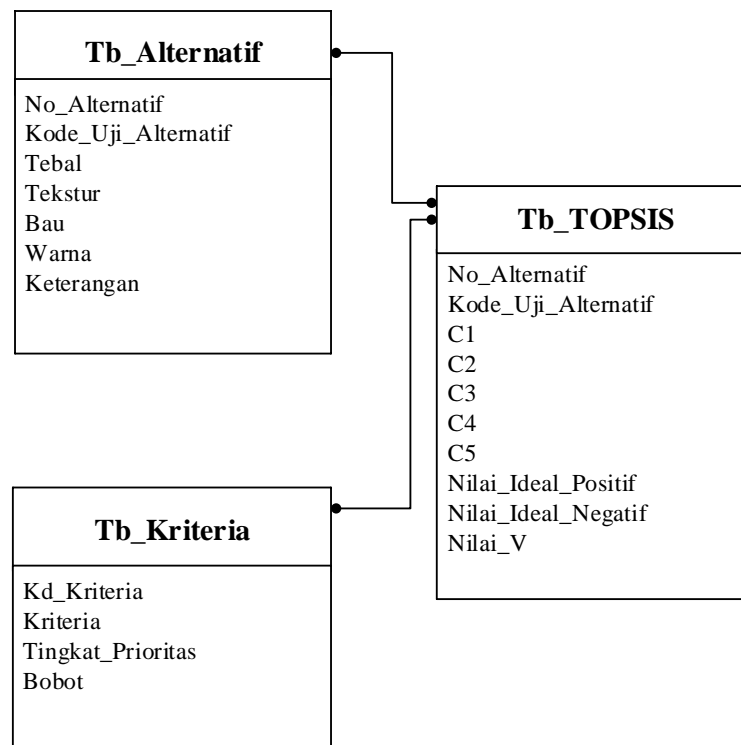 Tb_Alternatif
No_Alternatif
Kode_Uji_Alternatif
Tebal
Tekstur
Bau
Warna
Keterangan
Tb_TOPSIS
No_Alternatif
Kode_Uji_Alternatif
C1
C2
C3
C4
C5
Nilai_Ideal_Positif
Nilai_Ideal_Negatif
Nilai_V
Tb_Kriteria
Kd_Kriteria
Kriteria
Tingkat_Prioritas
Bobot